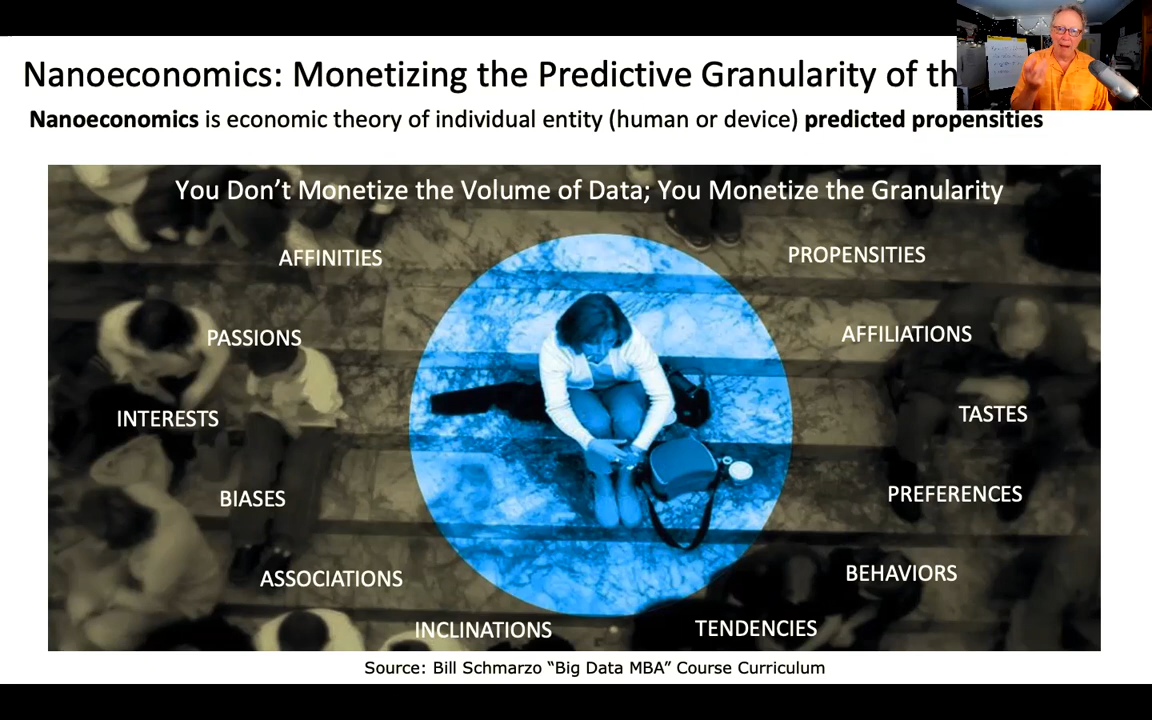 Nanoeconomics: Monetizing the Predictive Granularity of th
Nanoeconomics is economic theory of individual entity (human or device) predicted propensities
You Don’t Monetize the Volume of Data; You Monetize the Granularity
AFFINITIES
PROPENSITIES
PASSIONS
AFFILIATIONS
INTERESTS
TASTES
BIASES
PREFERENCES
ASSOCIATIONS
BEHAVIORS
INCLINATIONS
TENDENCIES
Source: Bill Schmarzo “Big Data MBA” Course Curriculum